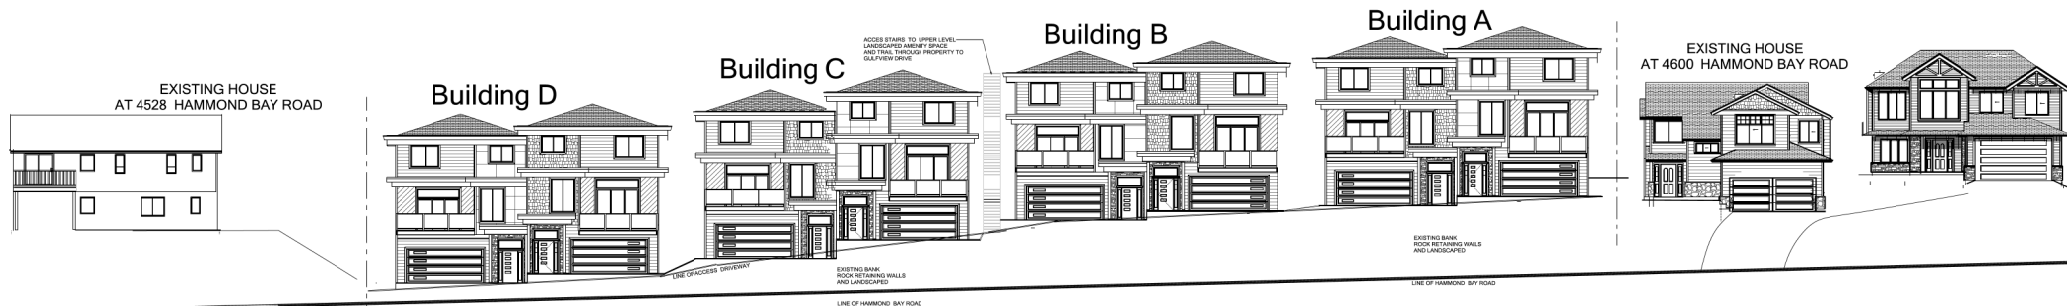 EXISTING HOUSE
AT 4528 HAMMOND BAY ROAD
Building D
Building C
ACCES STAIRS TO UPPER LEVEL
LANDSCAPED AMENITY SPACE
AND TRAIL THROUGH PROPERTY TO
GULFVIEW DRIVE
Building B
Building A
EXISTING HOUSE
AT 4600 HAMMOND BAY ROAD
LINE OF ACCESS DRIVEWAY
EXISTING BANK
ROCK RETAINING WALLS
AND LANDSCAPED
LINE OF HAMMOND BAY ROAD
EXISTING BANK
ROOK RETAINING WALLS
AND LANDSCAPED
LINE OF HAMMOND BAY ROAD